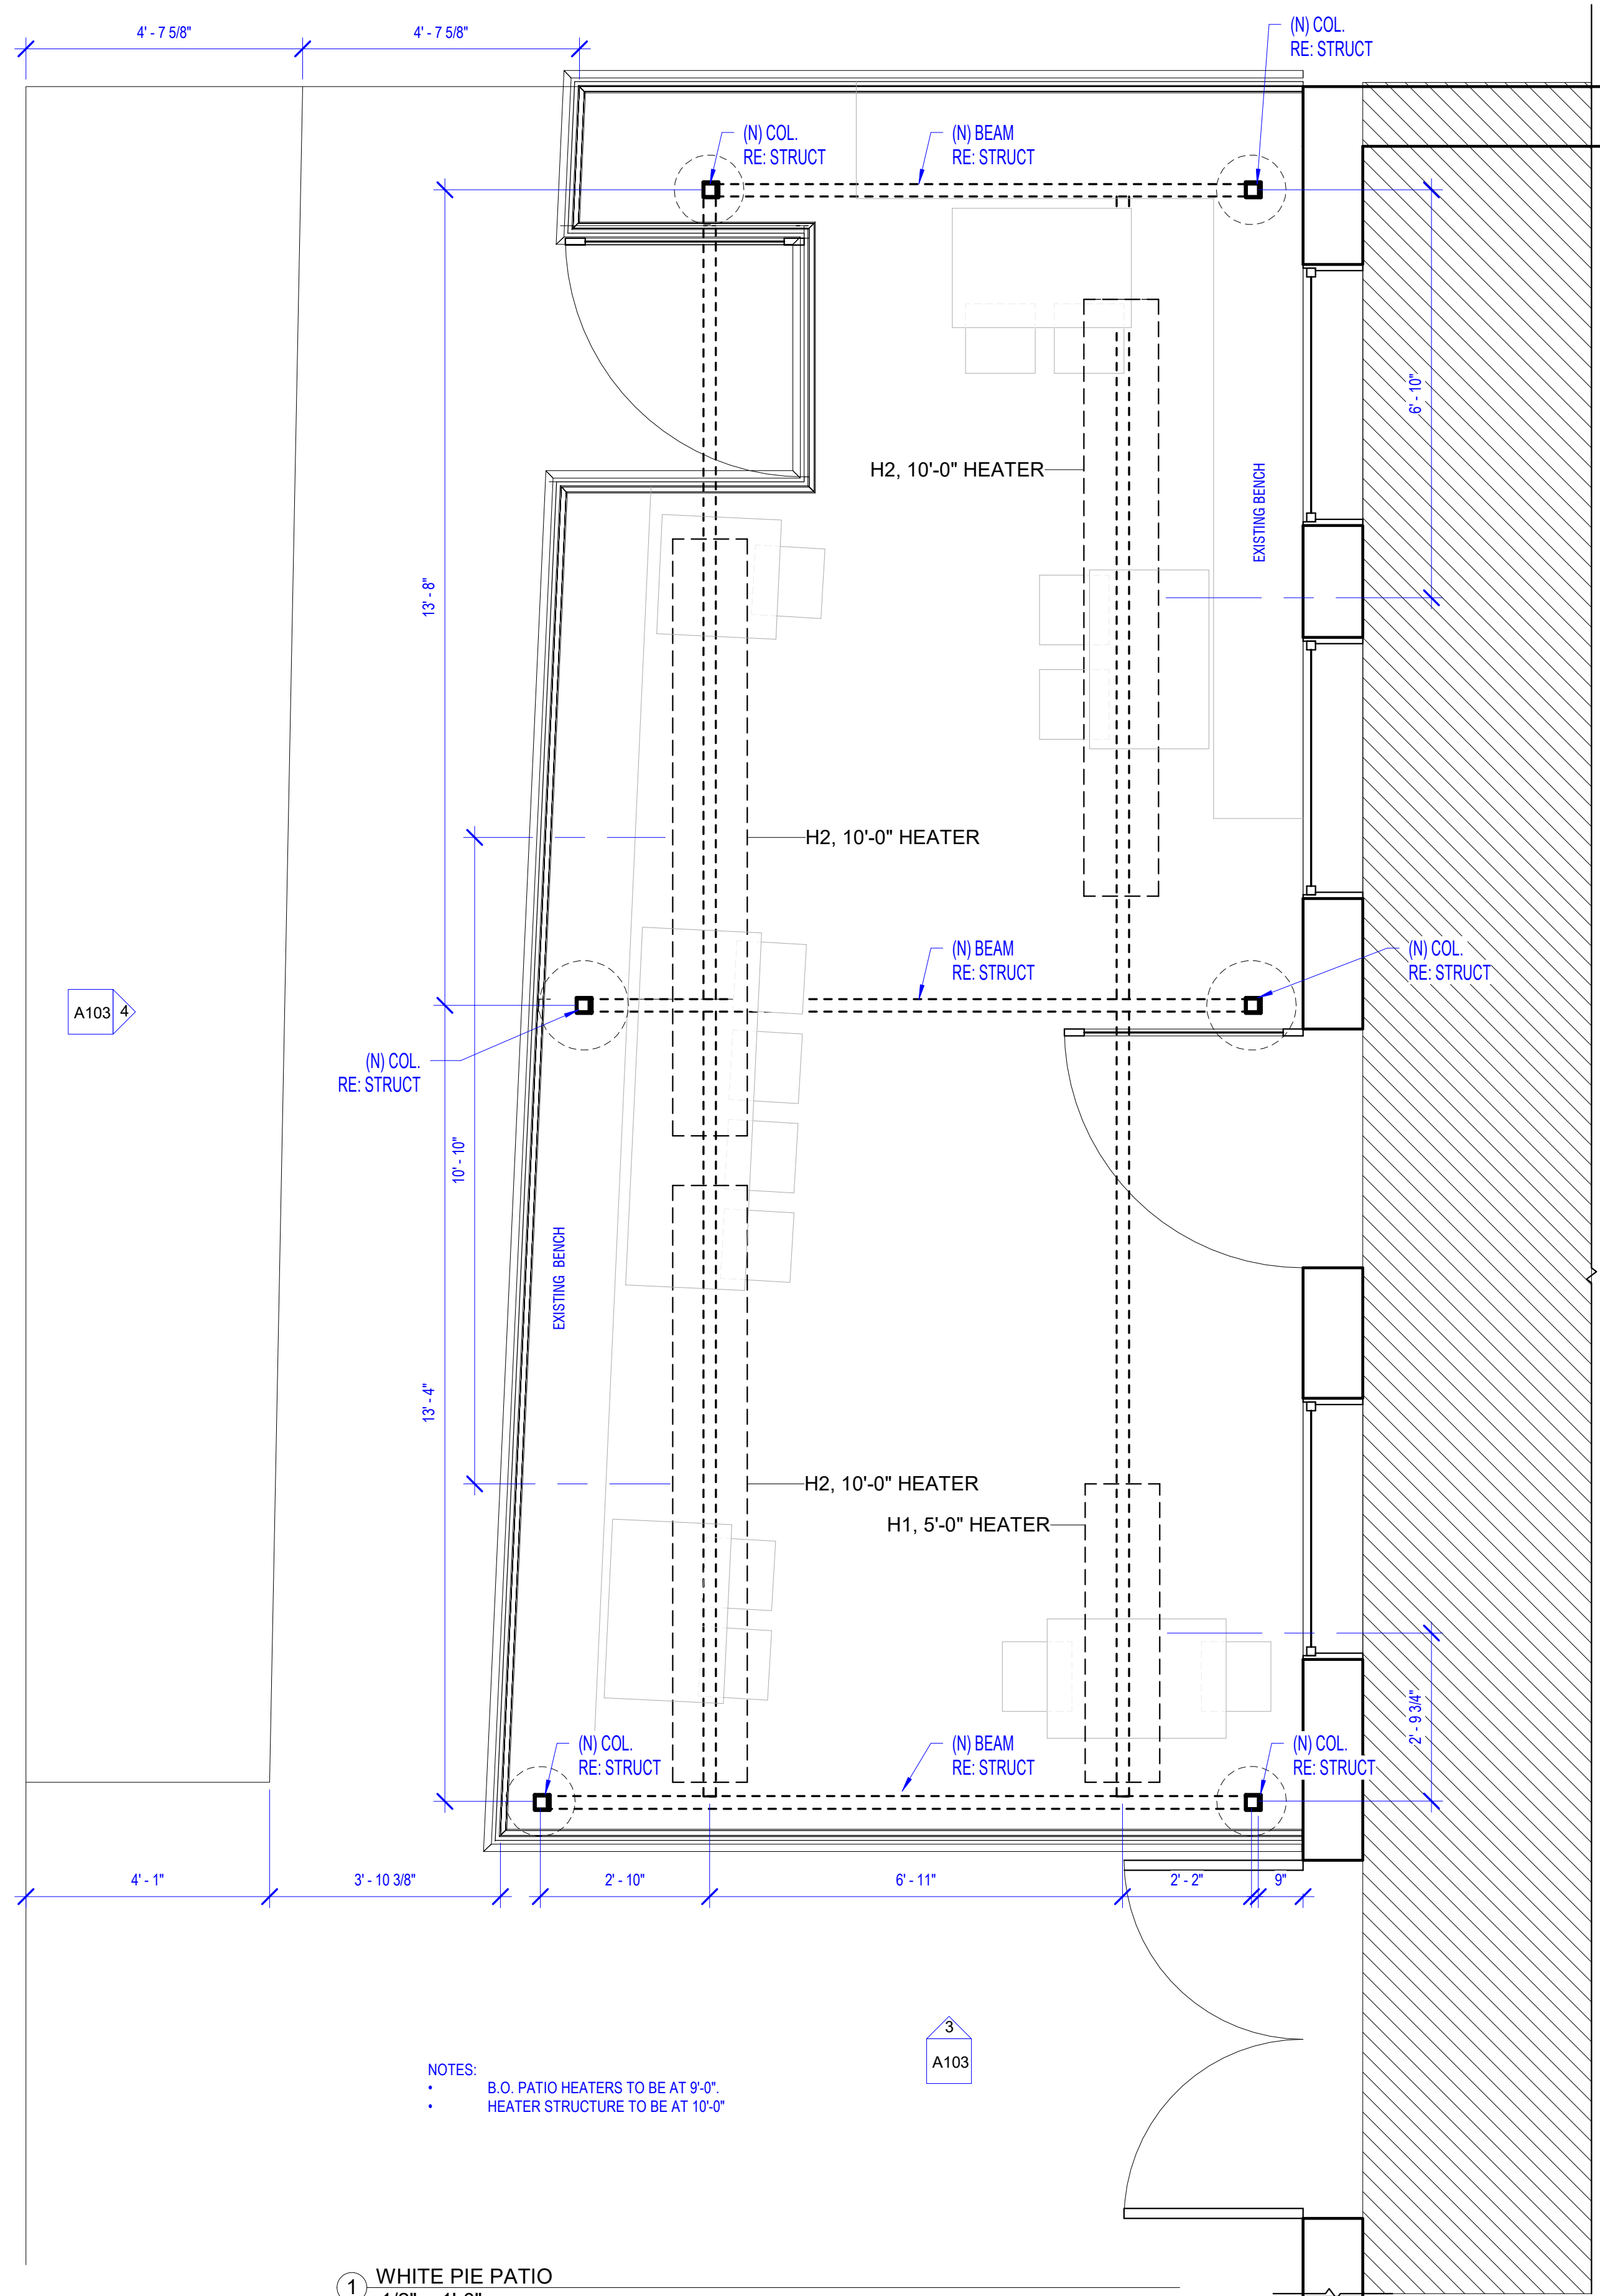 4' - 7 5/8"
4' - 7 5/8"
(N) COL.
RE: STRUCT
(N) COL.
RE: STRUCT
(N) BEAM
RE: STRUCT
6' - 10"
H2, 10'-0" HEATER
EXISTING BENCH
13' - 8"
H2, 10'-0" HEATER
(N) BEAM
RE: STRUCT
(N) COL.
RE: STRUCT
A103
4
(N) COL.
RE: STRUCT
10' - 10"
EXISTING BENCH
13' - 4"
H2, 10'-0" HEATER
H1, 5'-0" HEATER
2' - 9 3/4"
(N) COL.
RE: STRUCT
(N) BEAM
RE: STRUCT
(N) COL.
RE: STRUCT
4' - 1"
3' - 10 3/8"
2' - 10"
6' - 11"
2' - 2"
9"
3
A103
NOTES:
• B.O. PATIO HEATERS TO BE AT 9'-0".
• HEATER STRUCTURE TO BE AT 10'-0"
1
WHITE PIE PATIO